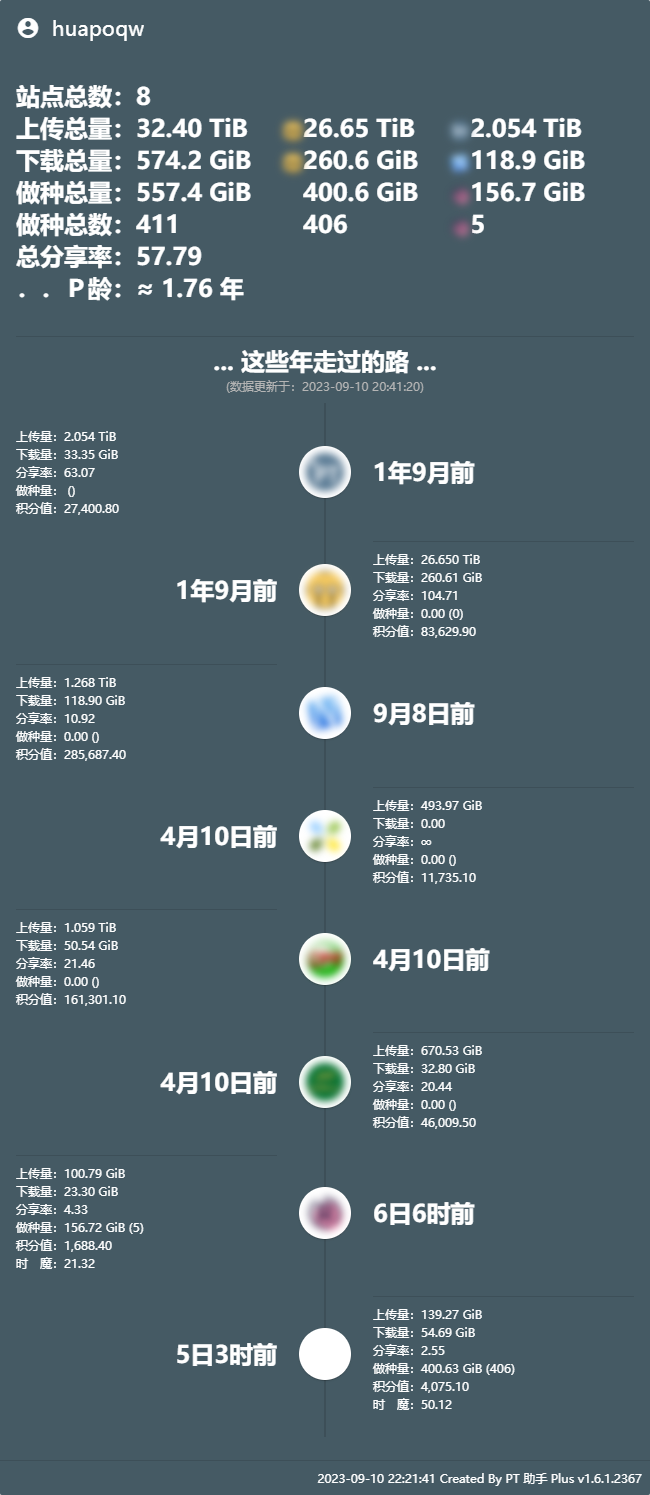 huapoqw
站点总数：8
上传总量：32.40 TiB 26.65 TiB 2.054 TiB
下载总量：574.2 GiB 260.6 GiB 118.9 GiB
做种总量：557.4 GiB 400.6 GiB 156.7 GiB
做种总数：411 406 5
总分享率：57.79
．．P龄：≈ 1.76 年
... 这些年走过的路 ...
(数据更新于：2023-09-10 20:41:20)
上传量：2.054 TiB
下载量：33.35 GiB
分享率：63.07
做种量： ()
积分值：27,400.80
1年9月前
上传量：26.650 TiB
下载量：260.61 GiB
分享率：104.71
做种量：0.00 (0)
积分值：83,629.90
1年9月前
上传量：1.268 TiB
下载量：118.90 GiB
分享率：10.92
做种量：0.00 ()
积分值：285,687.40
9月8日前
上传量：493.97 GiB
下载量：0.00
分享率：∞
做种量：0.00 ()
积分值：11,735.10
4月10日前
上传量：1.059 TiB
下载量：50.54 GiB
分享率：21.46
做种量：0.00 ()
积分值：161,301.10
4月10日前
上传量：670.53 GiB
下载量：32.80 GiB
分享率：20.44
做种量：0.00 ()
积分值：46,009.50
4月10日前
上传量：100.79 GiB
下载量：23.30 GiB
分享率：4.33
做种量：156.72 GiB (5)
积分值：1,688.40
时　魔：21.32
6日6时前
上传量：139.27 GiB
下载量：54.69 GiB
分享率：2.55
做种量：400.63 GiB (406)
积分值：4,075.10
时　魔：50.12
5日3时前
2023-09-10 22:21:41 Created By PT 助手 Plus v1.6.1.2367